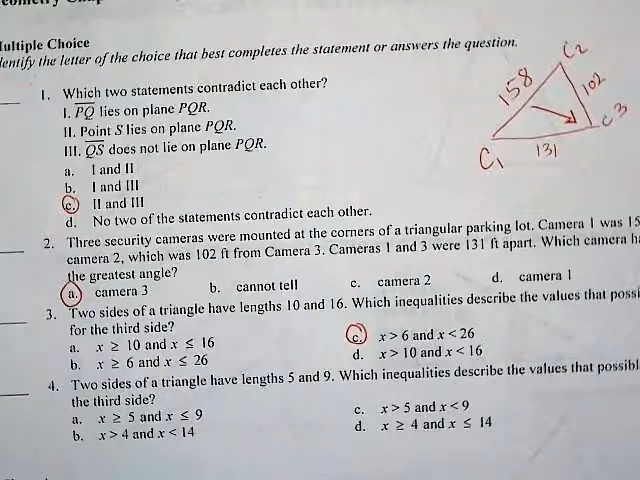 ultiple Choice
entify the letter of the choice that best completes the statement or answers the question.
C2
158
102
C3
C1
131
1. Which two statements contradict each other?
I. PQ lies on plane PQR.
II. Point S lies on plane PQR.
III. QS does not lie on plane PQR.
a. I and II
b. I and III
c. II and III
d. No two of the statements contradict each other.
2. Three security cameras were mounted at the corners of a triangular parking lot. Camera 1 was 15
camera 2, which was 102 ft from Camera 3. Cameras 1 and 3 were 131 ft apart. Which camera ha
the greatest angle?
a. camera 3 b. cannot tell c. camera 2 d. camera 1
3. Two sides of a triangle have lengths 10 and 16. Which inequalities describe the values that possi
for the third side?
a. x ≥ 10 and x ≤ 16 c. x > 6 and x < 26
b. x ≥ 6 and x ≤ 26 d. x > 10 and x < 16
4. Two sides of a triangle have lengths 5 and 9. Which inequalities describe the values that possibl
the third side?
a. x ≥ 5 and x ≤ 9 c. x > 5 and x < 9
b. x > 4 and x < 14 d. x ≥ 4 and x ≤ 14